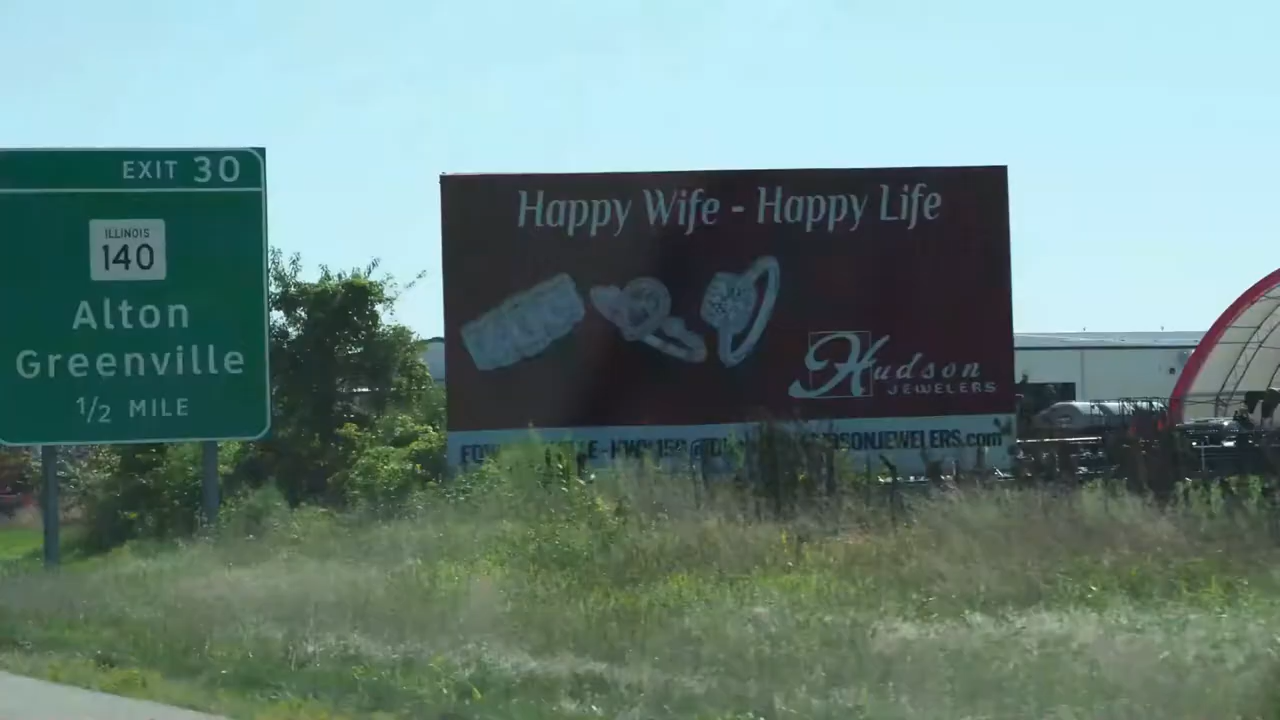 EXIT 30
ILLINOIS
140
Alton
Greenville
1/2 MILE
Happy Wife - Happy Life
Hudson
JEWELERS